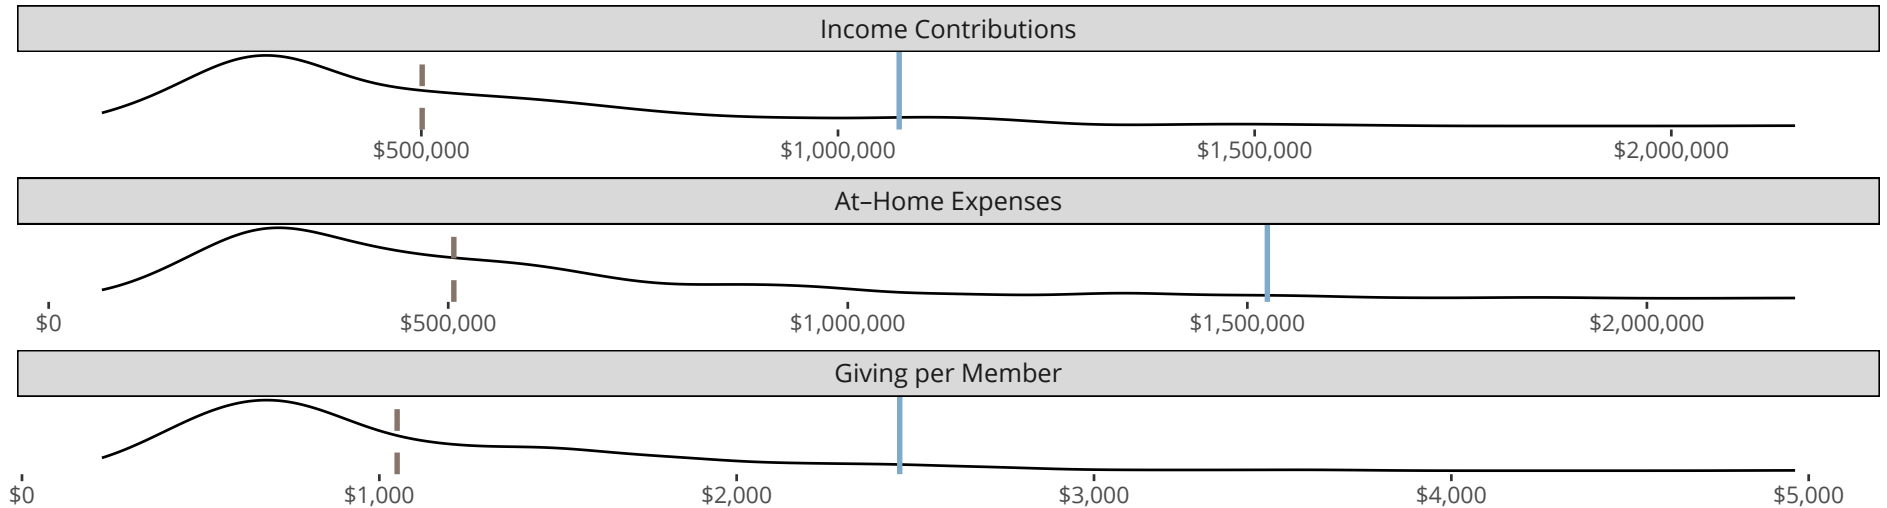 Income Contributions
$500,000 $1,000,000 $1,500,000 $2,000,000
At–Home Expenses
$0 $500,000 $1,000,000 $1,500,000 $2,000,000
Giving per Member
$0 $1,000 $2,000 $3,000 $4,000 $5,000